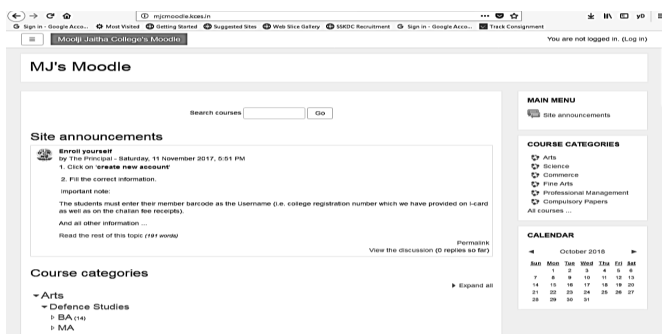 mjcmoodle.kces.in
Sign in - Google Acco... Most Visited Getting Started Suggested Sites Web Slice Gallery SSKDC Recruitment Sign in - Google Acco... Track Consignment
Moolji Jaitha College's Moodle
You are not logged in. (Log in)
MJ's Moodle
Search courses Go
Site announcements
Enroll yourself
by The Principal - Saturday, 11 November 2017, 6:51 PM
1. Click on 'create new account'
2. Fill the correct information.
Important note:
The students must enter their member barcode as the Username (i.e. college registration number which we have provided on I-card
as well as on the challan fee receipts).
And all other information ...
Read the rest of this topic (191 words)
Permalink
View the discussion (0 replies so far)
Course categories
Expand all
Arts
Defence Studies
BA (14)
MA
MAIN MENU
Site announcements
COURSE CATEGORIES
Arts
Science
Commerce
Fine Arts
Professional Management
Compulsory Papers
All courses ...
CALENDAR
October 2018
Sun Mon Tue Wed Thu Fri Sat
1 2 3 4 5 6
7 8 9 10 11 12 13
14 15 16 17 18 19 20
21 22 23 24 25 26 27
28 29 30 31